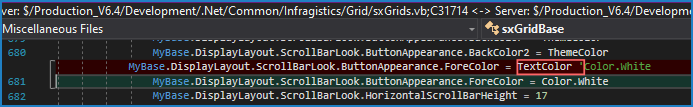 Server: $/Production_V6.4/Development/.Net/Common/Infragistics/Grid/sxGrids.vb;C31714 <-> Server: $/Production_V6.4/Developmen
Miscellaneous Files sxGridBase
680 MyBase.DisplayLayout.ScrollBarLook.ButtonAppearance.BackColor2 = ThemeColor
MyBase.DisplayLayout.ScrollBarLook.ButtonAppearance.ForeColor = TextColor 'Color.White
681 MyBase.DisplayLayout.ScrollBarLook.ButtonAppearance.ForeColor = Color.White
682 MyBase.DisplayLayout.ScrollBarLook.HorizontalScrollBarHeight = 17